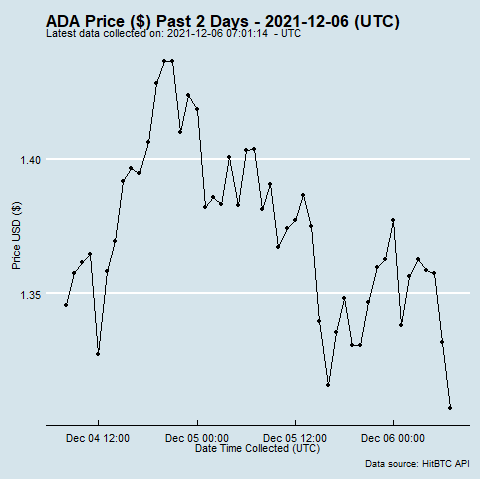 ADA Price ($) Past 2 Days - 2021-12-06 (UTC)
Latest data collected on: 2021-12-06 07:01:14 - UTC
1.40
Price USD ($)
1.35
Dec 04 12:00 Dec 05 00:00 Dec 05 12:00 Dec 06 00:00
Date Time Collected (UTC)
Data source: HitBTC API